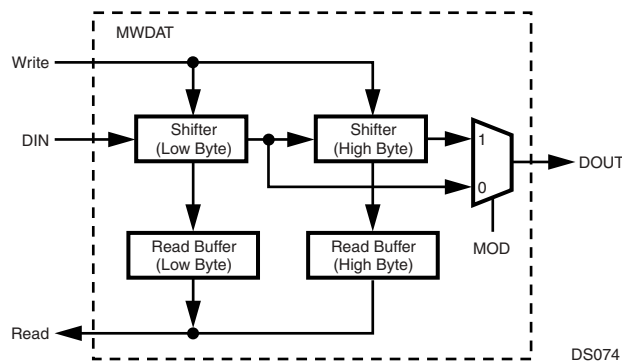 MWDAT
Write
DIN
Shifter
(Low Byte)
Shifter
(High Byte)
1
0
DOUT
MOD
Read Buffer
(Low Byte)
Read Buffer
(High Byte)
Read
DS074